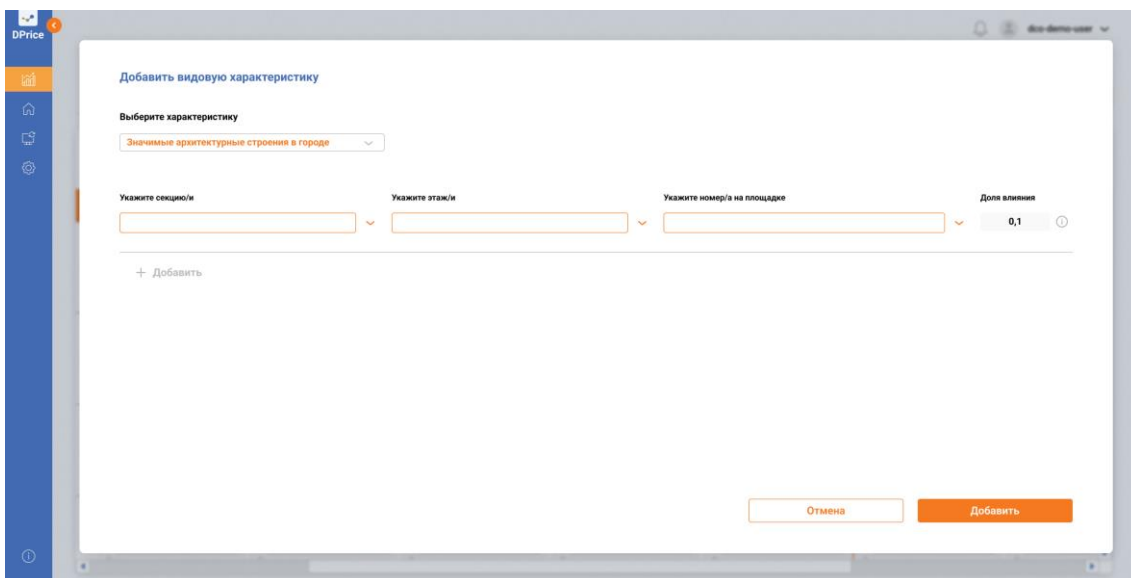 DPrice
dco-demo-user
Добавить видовую характеристику
Выберите характеристику
Значимые архитектурные строения в городе
Укажите секцию/и Укажите этаж/и Укажите номер/а на площадке Доля влияния
0,1
+ Добавить
Отмена Добавить